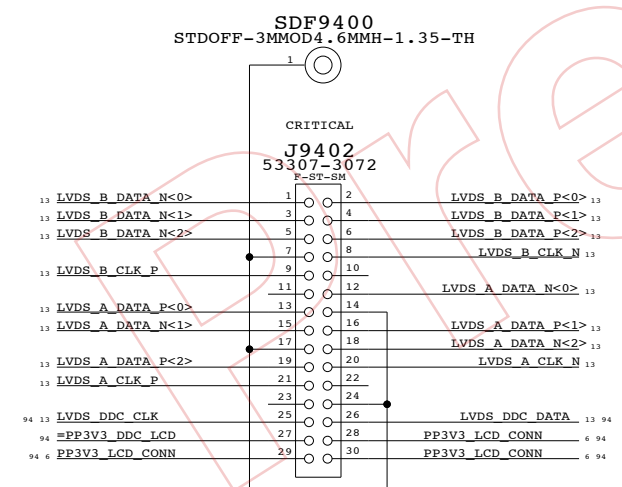 SDF9400
STDOFF-3MMOD4.6MMH-1.35-TH
1
CRITICAL
J9402
53307-3072
F-ST-SM
13 LVDS_B_DATA_N<0> 1 2 LVDS_B_DATA_P<0> 13
13 LVDS_B_DATA_N<1> 3 4 LVDS_B_DATA_P<1> 13
13 LVDS_B_DATA_N<2> 5 6 LVDS_B_DATA_P<2> 13
7 8 LVDS_B_CLK_N 13
13 LVDS_B_CLK_P 9 10
11 12 LVDS_A_DATA_N<0> 13
13 LVDS_A_DATA_P<0> 13 14
13 LVDS_A_DATA_N<1> 15 16 LVDS_A_DATA_P<1> 13
17 18 LVDS_A_DATA_N<2> 13
13 LVDS_A_DATA_P<2> 19 20 LVDS_A_CLK_N 13
13 LVDS_A_CLK_P 21 22
23 24
94 13 LVDS_DDC_CLK 25 26 LVDS_DDC_DATA 13 94
94 =PP3V3_DDC_LCD 27 28 PP3V3_LCD_CONN 6 94
94 6 PP3V3_LCD_CONN 29 30 PP3V3_LCD_CONN 6 94
Pre